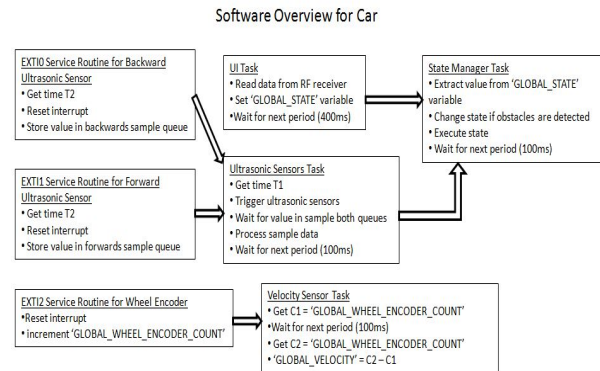 Software Overview for Car
EXTI0 Service Routine for Backward
Ultrasonic Sensor
• Get time T2
• Reset interrupt
• Store value in backwards sample queue
UI Task
• Read data from RF receiver
• Set 'GLOBAL_STATE' variable
•Wait for next period (400ms)
State Manager Task
• Extract value from 'GLOBAL_STATE'
variable
• Change state if obstacles are detected
• Execute state
• Wait for next period (100ms)
EXTI1 Service Routine for Forward
Ultrasonic Sensor
• Get time T2
• Reset interrupt
• Store value in forwards sample queue
Ultrasonic Sensors Task
• Get time T1
• Trigger ultrasonic sensors
• Wait for value in sample both queues
• Process sample data
• Wait for next period (100ms)
EXTI2 Service Routine for Wheel Encoder
•Reset interrupt
• increment 'GLOBAL_WHEEL_ENCODER_COUNT'
Velocity Sensor Task
• Get C1 = 'GLOBAL_WHEEL_ENCODER_COUNT'
•Wait for next period (100ms)
• Get C2 = 'GLOBAL_WHEEL_ENCODER_COUNT'
• 'GLOBAL_VELOCITY' = C2 – C1